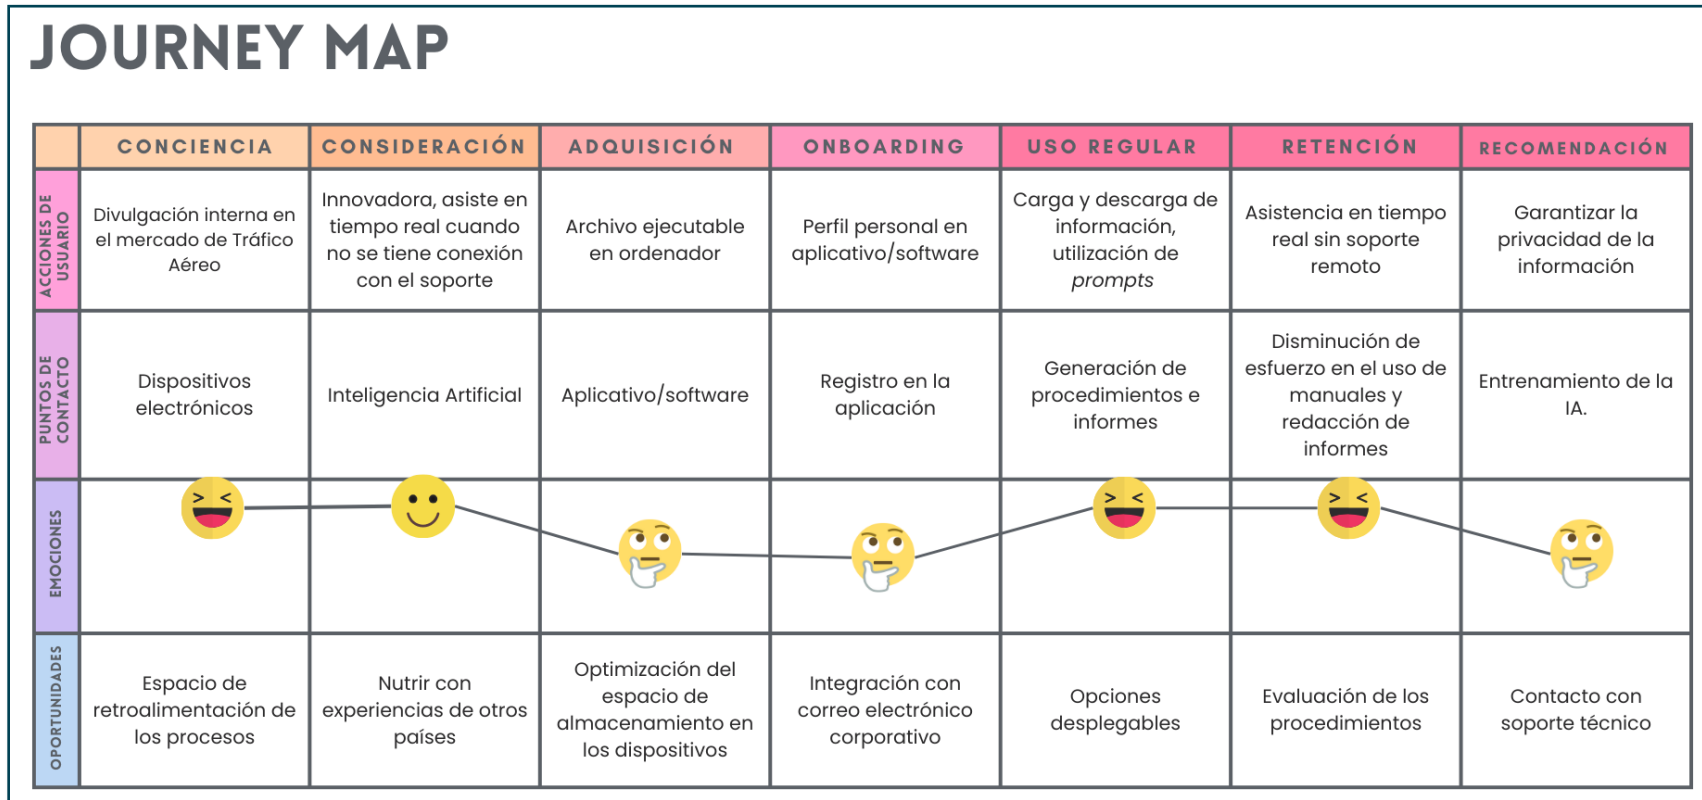 JOURNEY MAP
CONCIENCIA
CONSIDERACIÓN
ADQUISICIÓN
ONBOARDING
USO REGULAR
RETENCIÓN
RECOMENDACIÓN
ACCIONES DE
USUARIO
Divulgación interna en
el mercado de Tráfico
Aéreo
Innovadora, asiste en
tiempo real cuando
no se tiene conexión
con el soporte
Archivo ejecutable
en ordenador
Perfil personal en
aplicativo/software
Carga y descarga de
información,
utilización de
prompts
Asistencia en tiempo
real sin soporte
remoto
Garantizar la
privacidad de la
información
PUNTOS DE
CONTACTO
Dispositivos
electrónicos
Inteligencia Artificial
Aplicativo/software
Registro en la
aplicación
Generación de
procedimientos e
informes
Disminución de
esfuerzo en el uso de
manuales y
redacción de
informes
Entrenamiento de la
IA.
EMOCIONES
OPORTUNIDADES
Espacio de
retroalimentación de
los procesos
Nutrir con
experiencias de otros
países
Optimización del
espacio de
almacenamiento en
los dispositivos
Integración con
correo electrónico
corporativo
Opciones
desplegables
Evaluación de los
procedimientos
Contacto con
soporte técnico